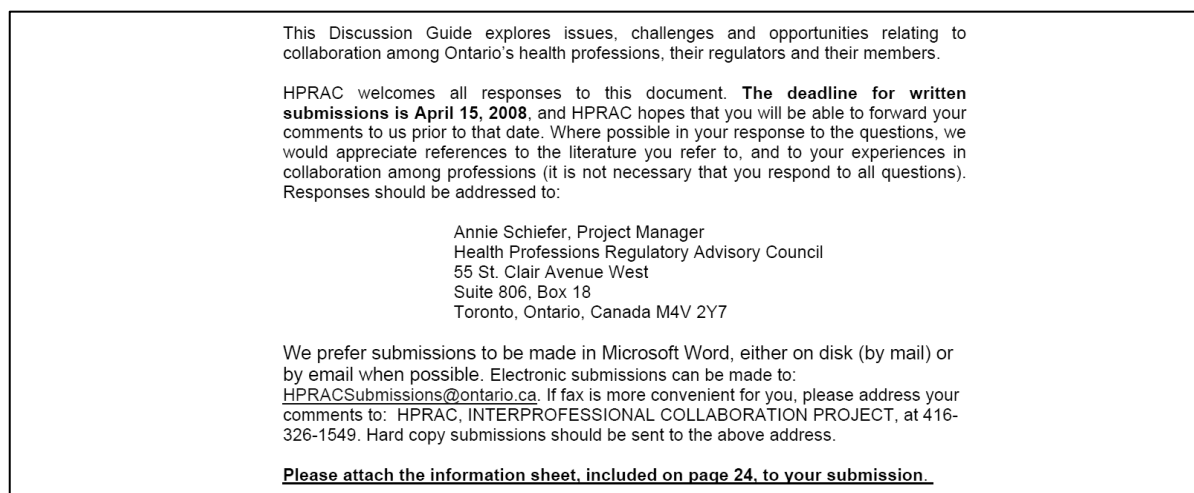 This Discussion Guide explores issues, challenges and opportunities relating to
collaboration among Ontario's health professions, their regulators and their members.
HPRAC welcomes all responses to this document. The deadline for written
submissions is April 15, 2008, and HPRAC hopes that you will be able to forward your
comments to us prior to that date. Where possible in your response to the questions, we
would appreciate references to the literature you refer to, and to your experiences in
collaboration among professions (it is not necessary that you respond to all questions).
Responses should be addressed to:
Annie Schiefer, Project Manager
Health Professions Regulatory Advisory Council
55 St. Clair Avenue West
Suite 806, Box 18
Toronto, Ontario, Canada M4V 2Y7
We prefer submissions to be made in Microsoft Word, either on disk (by mail) or
by email when possible. Electronic submissions can be made to:
HPRACSubmissions@ontario.ca. If fax is more convenient for you, please address your
comments to: HPRAC, INTERPROFESSIONAL COLLABORATION PROJECT, at 416-
326-1549. Hard copy submissions should be sent to the above address.
Please attach the information sheet, included on page 24, to your submission.